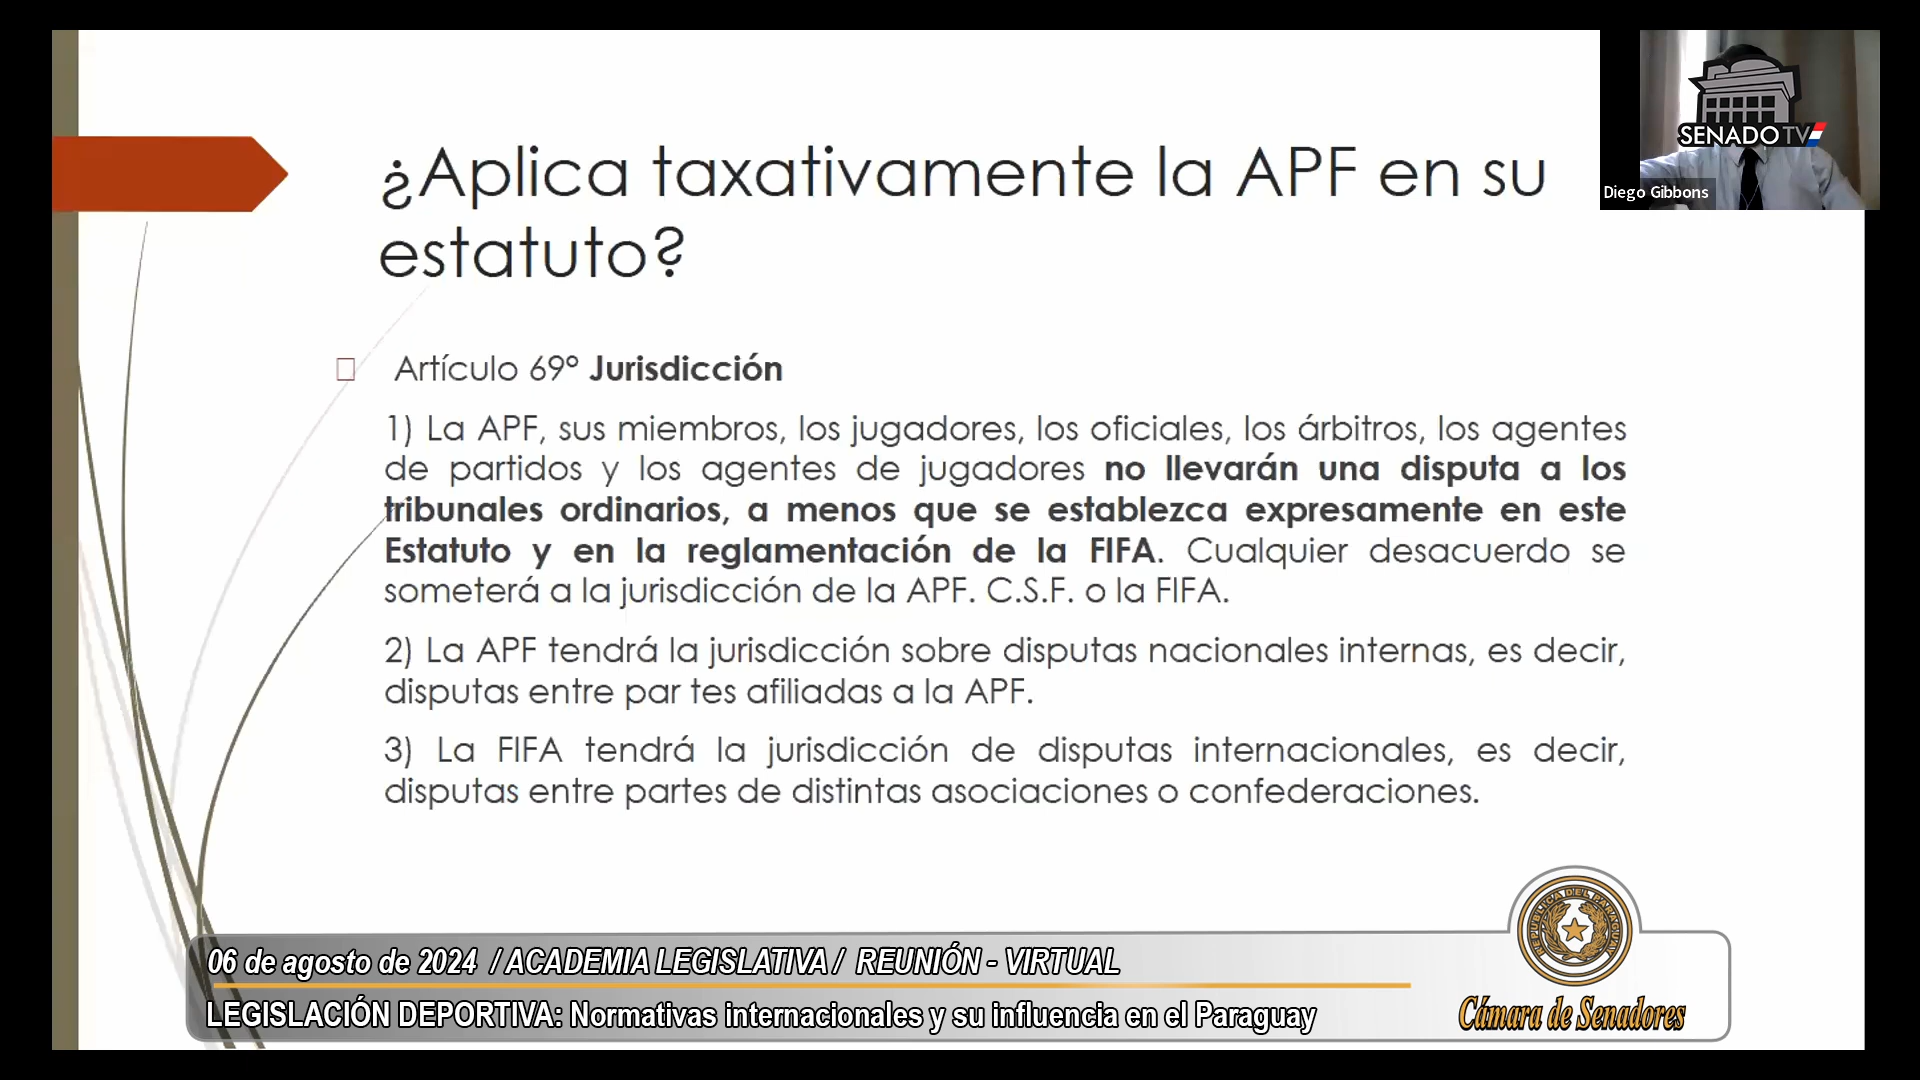 SENADO TV
Diego Gibbons
¿Aplica taxativamente la APF en su
estatuto?
Artículo 69° Jurisdicción
1) La APF, sus miembros, los jugadores, los oficiales, los árbitros, los agentes
de partidos y los agentes de jugadores no llevarán una disputa a los
tribunales ordinarios, a menos que se establezca expresamente en este
Estatuto y en la reglamentación de la FIFA. Cualquier desacuerdo se
someterá a la jurisdicción de la APF. C.S.F. o la FIFA.
2) La APF tendrá la jurisdicción sobre disputas nacionales internas, es decir,
disputas entre par tes afiliadas a la APF.
3) La FIFA tendrá la jurisdicción de disputas internacionales, es decir,
disputas entre partes de distintas asociaciones o confederaciones.
06 de agosto de 2024 / ACADEMIA LEGISLATIVA / REUNIÓN - VIRTUAL
LEGISLACIÓN DEPORTIVA: Normativas internacionales y su influencia en el Paraguay
REPUBLICA DEL PARAGUAY
Cámara de Senadores